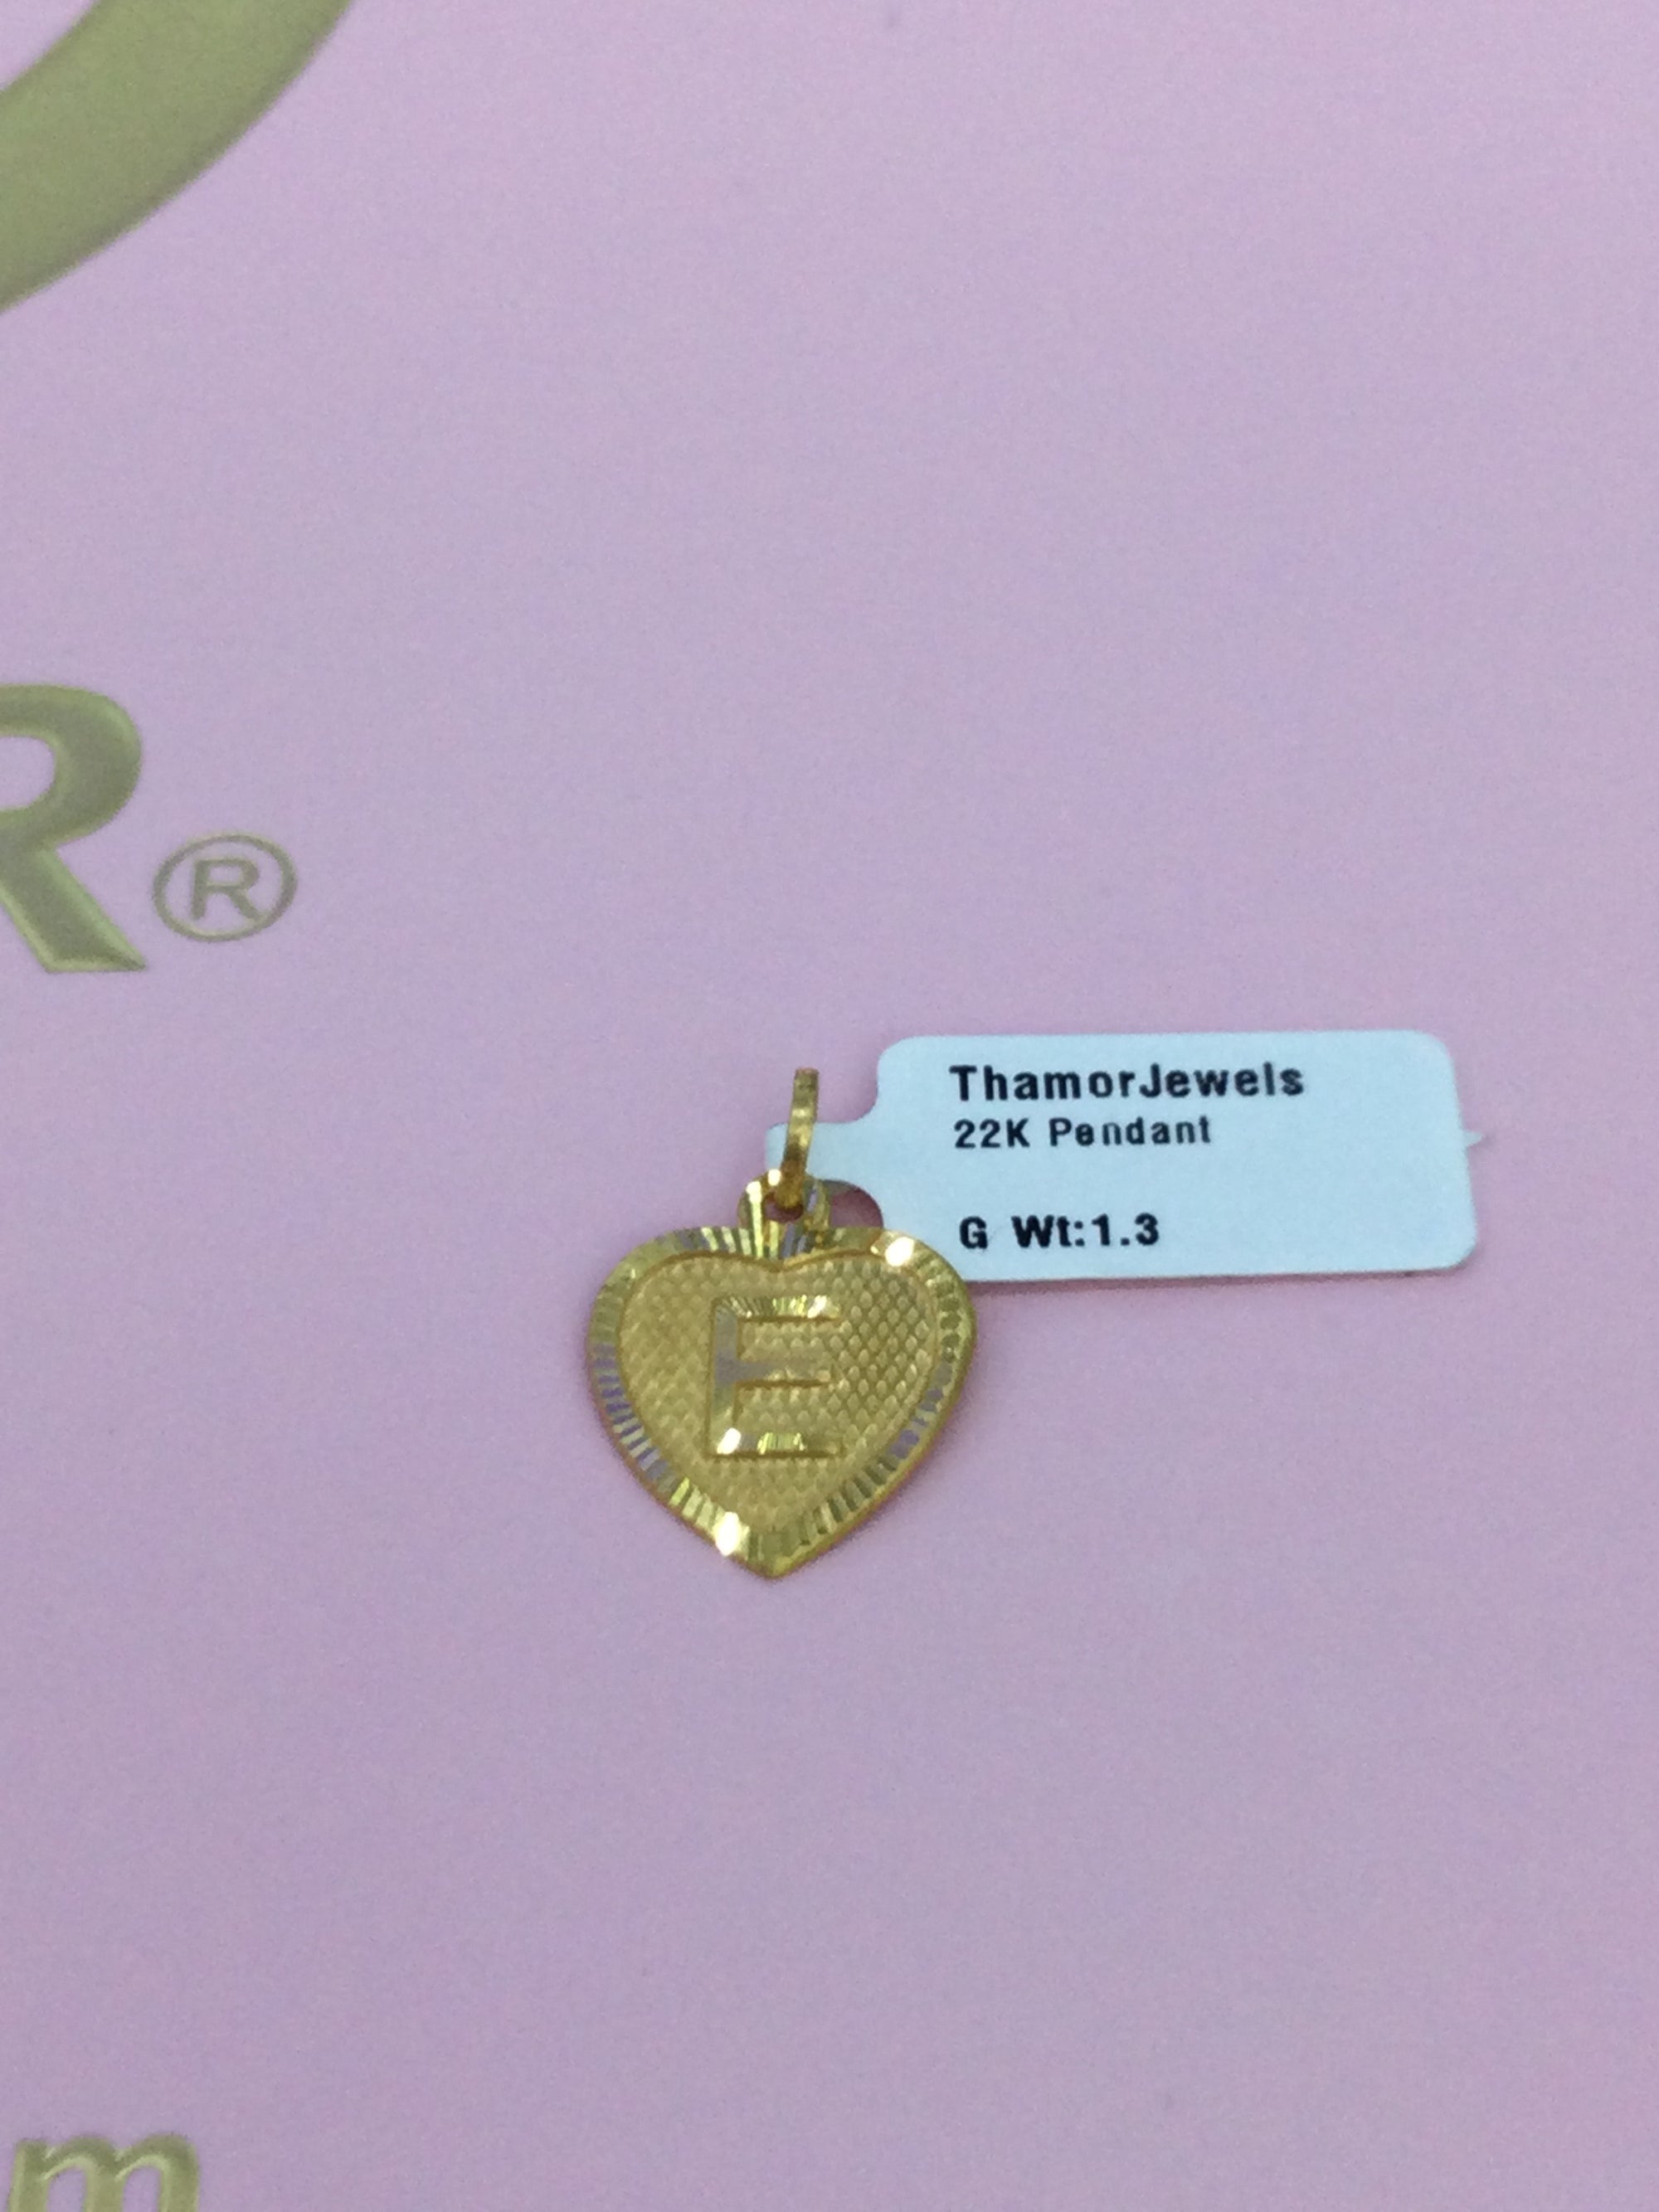 R®
ThamorJewels
22K Pendant
G Wt:1.3
E
m